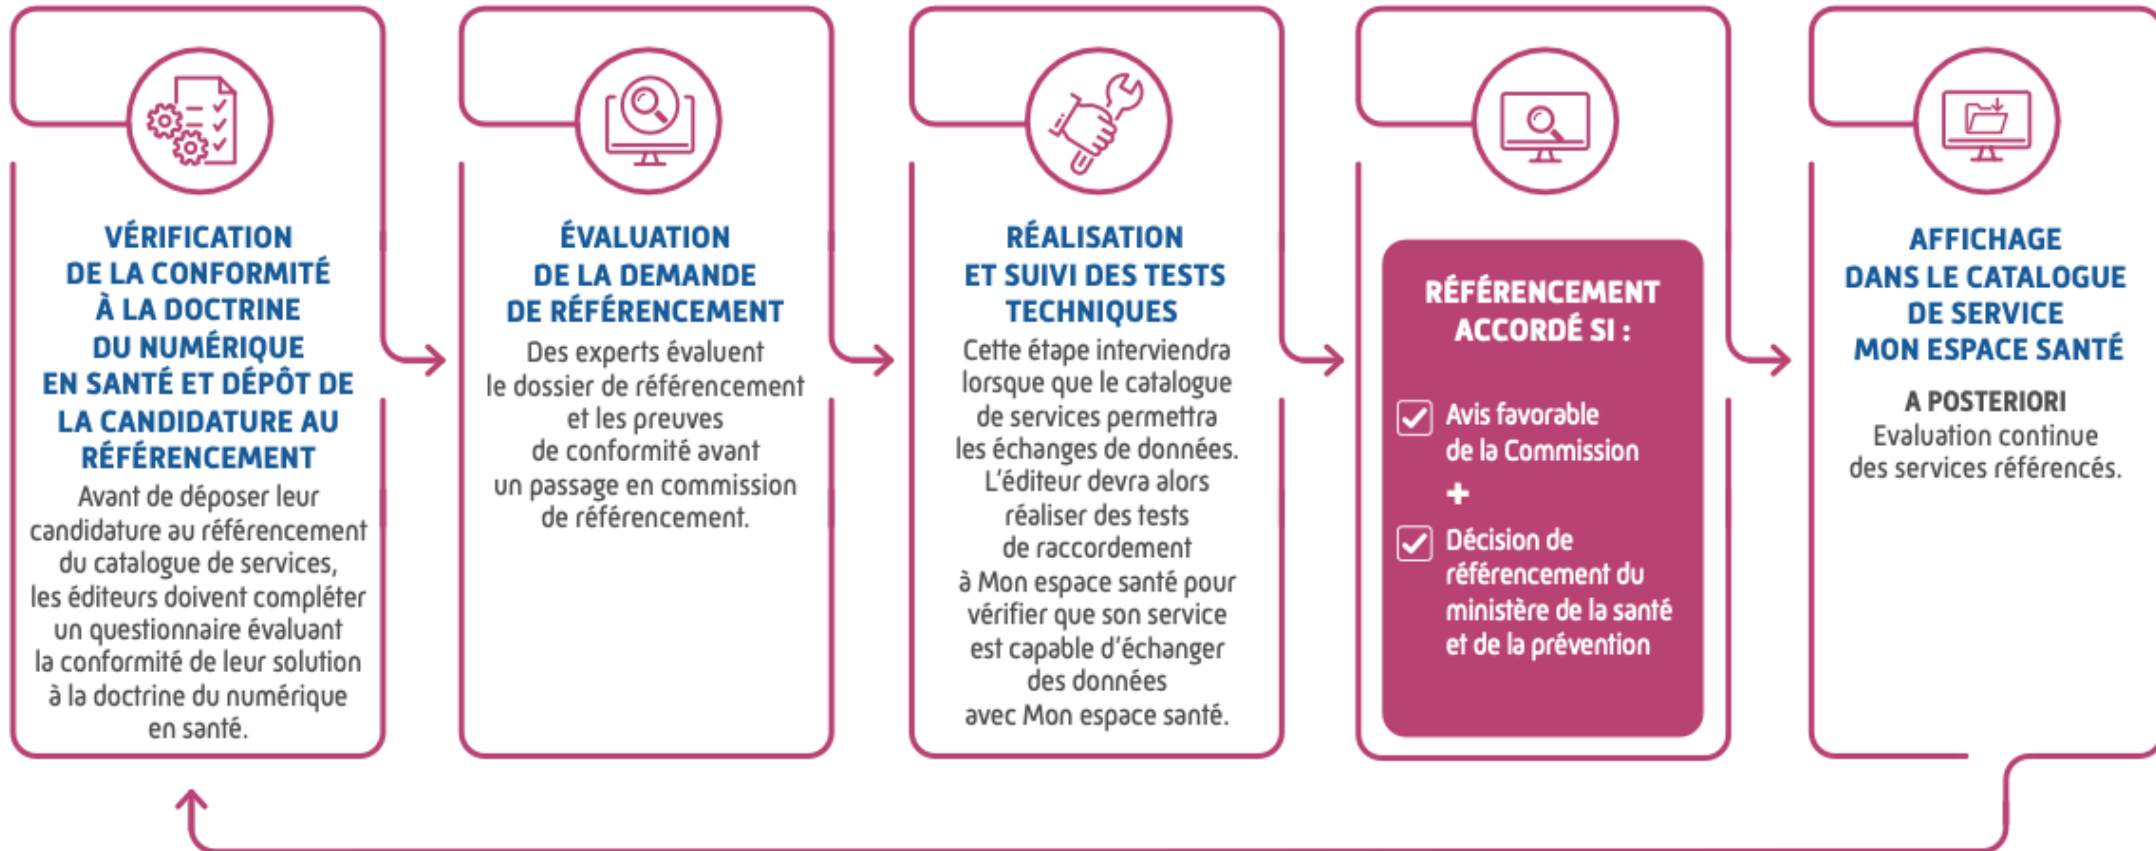 VÉRIFICATION
DE LA CONFORMITÉ
À LA DOCTRINE
DU NUMÉRIQUE
EN SANTÉ ET DÉPÔT DE
LA CANDIDATURE AU
RÉFÉRENCEMENT
Avant de déposer leur
candidature au référencement
du catalogue de services,
les éditeurs doivent compléter
un questionnaire évaluant
la conformité de leur solution
à la doctrine du numérique
en santé.
ÉVALUATION
DE LA DEMANDE
DE RÉFÉRENCEMENT
Des experts évaluent
le dossier de référencement
et les preuves
de conformité avant
un passage en commission
de référencement.
RÉALISATION
ET SUIVI DES TESTS
TECHNIQUES
Cette étape interviendra
lorsque que le catalogue
de services permettra
les échanges de données.
L'éditeur devra alors
réaliser des tests
de raccordement
à Mon espace santé pour
vérifier que son service
est capable d'échanger
des données
avec Mon espace santé.
RÉFÉRENCEMENT
ACCORDÉ SI :
Avis favorable
de la Commission
+
Décision de
référencement du
ministère de la santé
et de la prévention
AFFICHAGE
DANS LE CATALOGUE
DE SERVICE
MON ESPACE SANTÉ
A POSTERIORI
Evaluation continue
des services référencés.